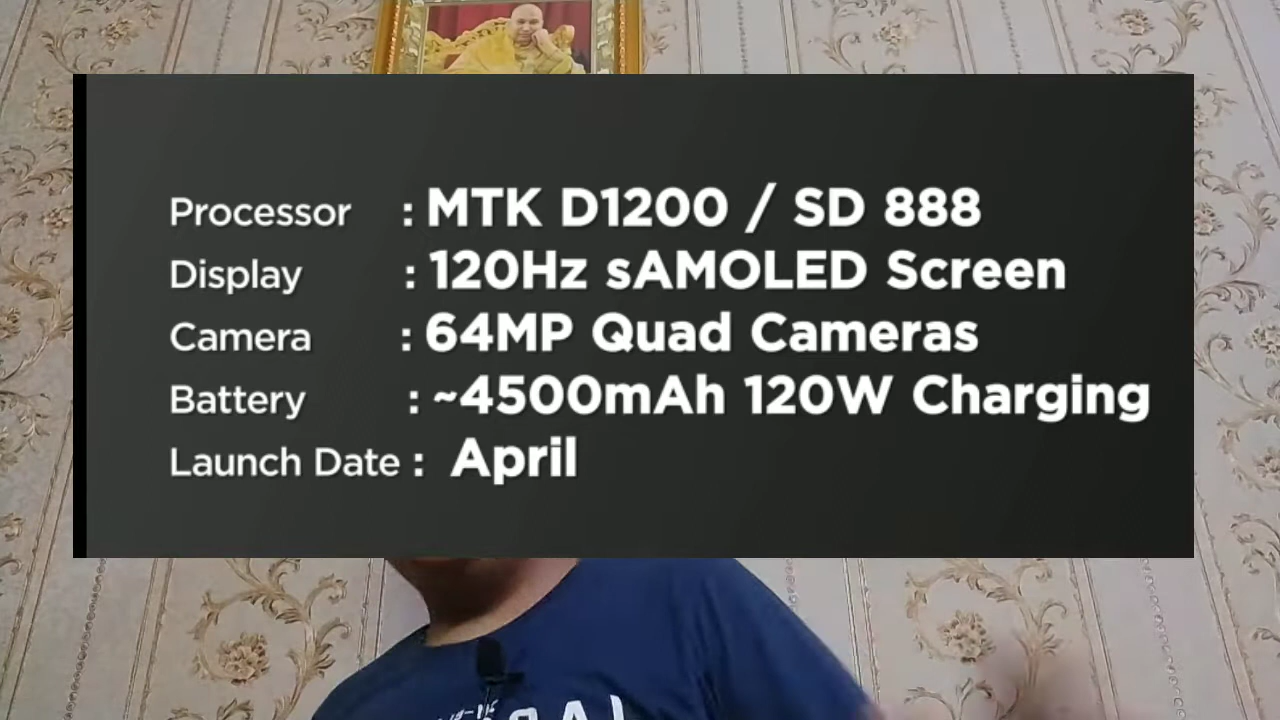 Processor : MTK D1200 / SD 888
Display : 120Hz sAMOLED Screen
Camera : 64MP Quad Cameras
Battery : ~4500mAh 120W Charging
Launch Date : April